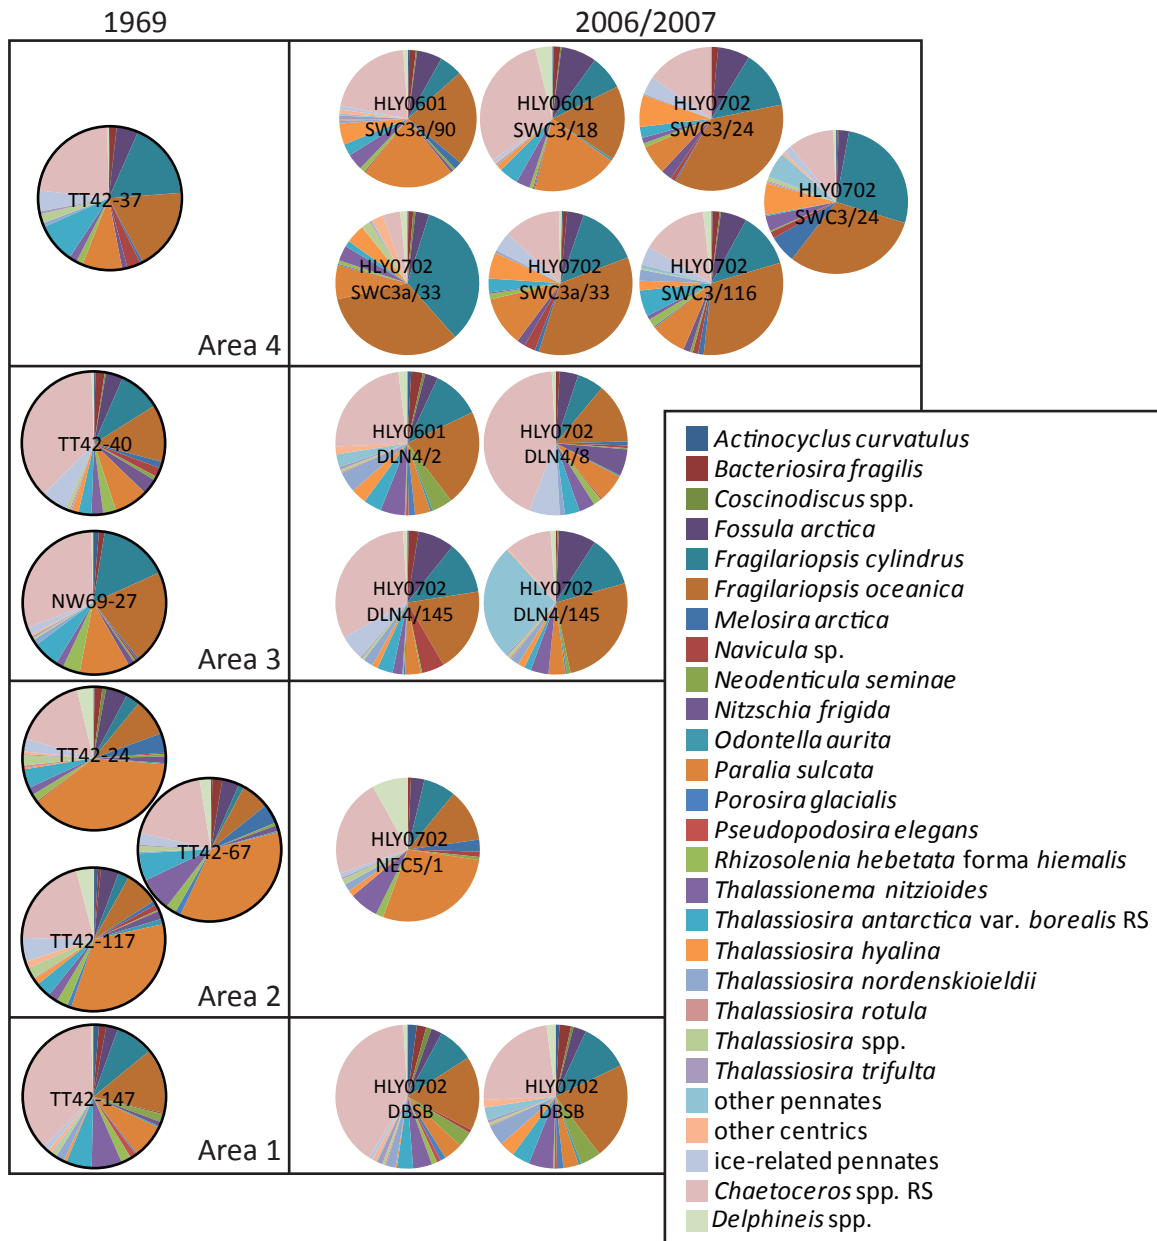 1969
2006/2007
HLY0601
SWC3a/90
HLY0601
SWC3/18
HLY0702
SWC3/24
TT42-37
HLY0702
SWC3/24
HLY0702
SWC3a/33
HLY0702
SWC3a/33
HLY0702
SWC3/116
Area 4
TT42-40
HLY0601
DLN4/2
HLY0702
DLN4/8
NW69-27
HLY0702
DLN4/145
HLY0702
DLN4/145
Area 3
TT42-24
TT42-67
HLY0702
NEC5/1
TT42-117
Area 2
TT42-147
HLY0702
DBSB
HLY0702
DBSB
Area 1
Actinocyclus curvatulus
Bacteriosira fragilis
Coscinodiscus spp.
Fossula arctica
Fragilariopsis cylindrus
Fragilariopsis oceanica
Melosira arctica
Navicula sp.
Neodenticula seminae
Nitzschia frigida
Odontella aurita
Paralia sulcata
Porosira glacialis
Pseudopodosira elegans
Rhizosolenia hebetata forma hiemalis
Thalassionema nitzioides
Thalassiosira antarctica var. borealis RS
Thalassiosira hyalina
Thalassiosira nordenskioieldii
Thalassiosira rotula
Thalassiosira spp.
Thalassiosira trifulta
other pennates
other centrics
ice-related pennates
Chaetoceros spp. RS
Delphineis spp.